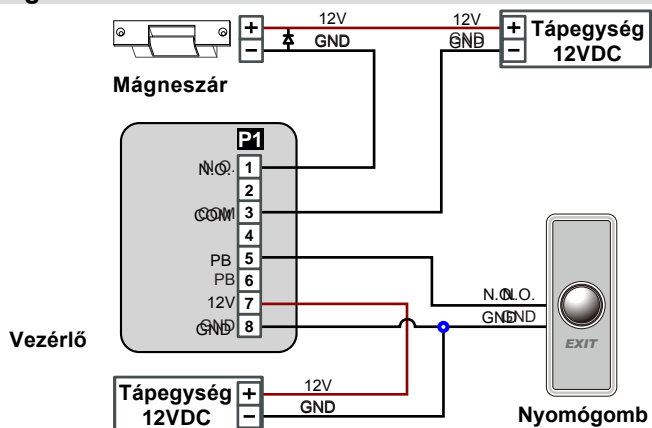 + 12V 12V + Tápegység
− GND GND − 12VDC
Mágneszár
P1
N.O. 1
2
COM 3
4
PB 5
PB 6
12V 7
GND 8
N.O. N.O.
GND GND
EXIT
Vezérlő
Tápegység + 12V
12VDC − GND
Nyomógomb